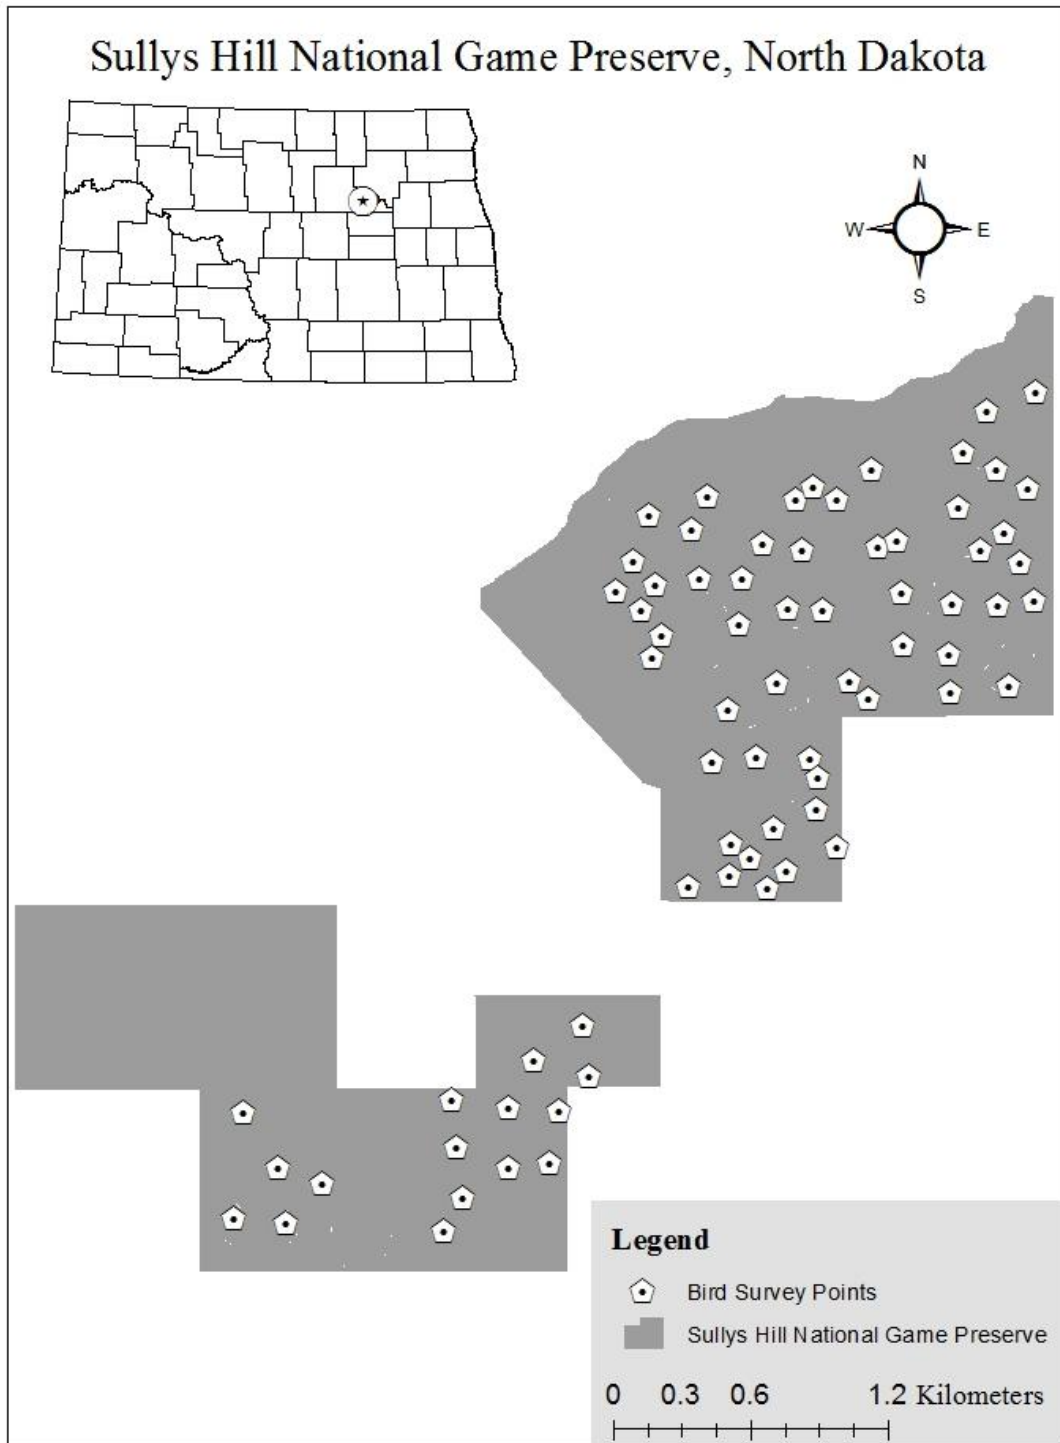 Sullys Hill National Game Preserve, North Dakota
N
W E
S
Legend
Bird Survey Points
Sullys Hill National Game Preserve
0 0.3 0.6 1.2 Kilometers